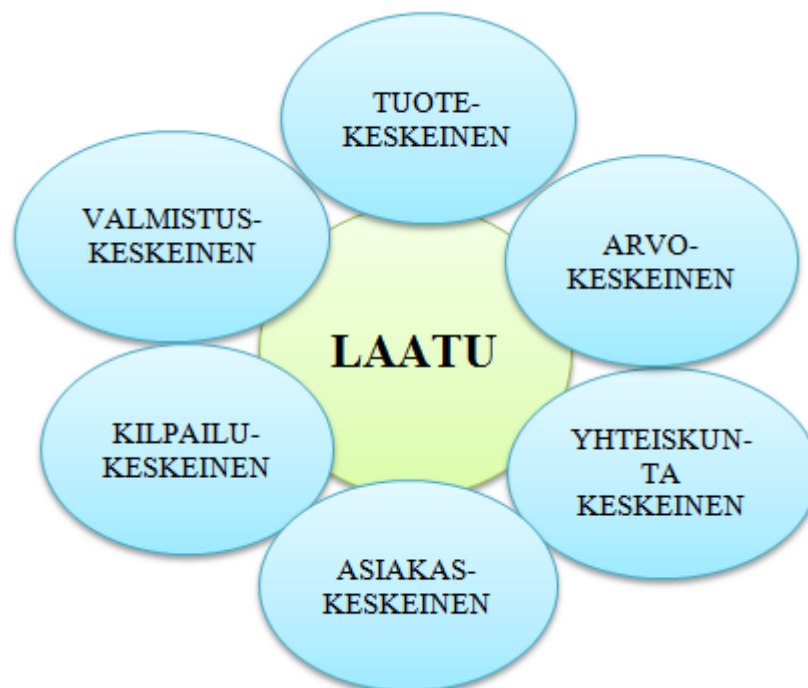 TUOTE-
KESKEINEN
VALMISTUS-
KESKEINEN
ARVO-
KESKEINEN
LAATU
KILPAILU-
KESKEINEN
YHTEISKUN-
TA
KESKEINEN
ASIAKAS-
KESKEINEN